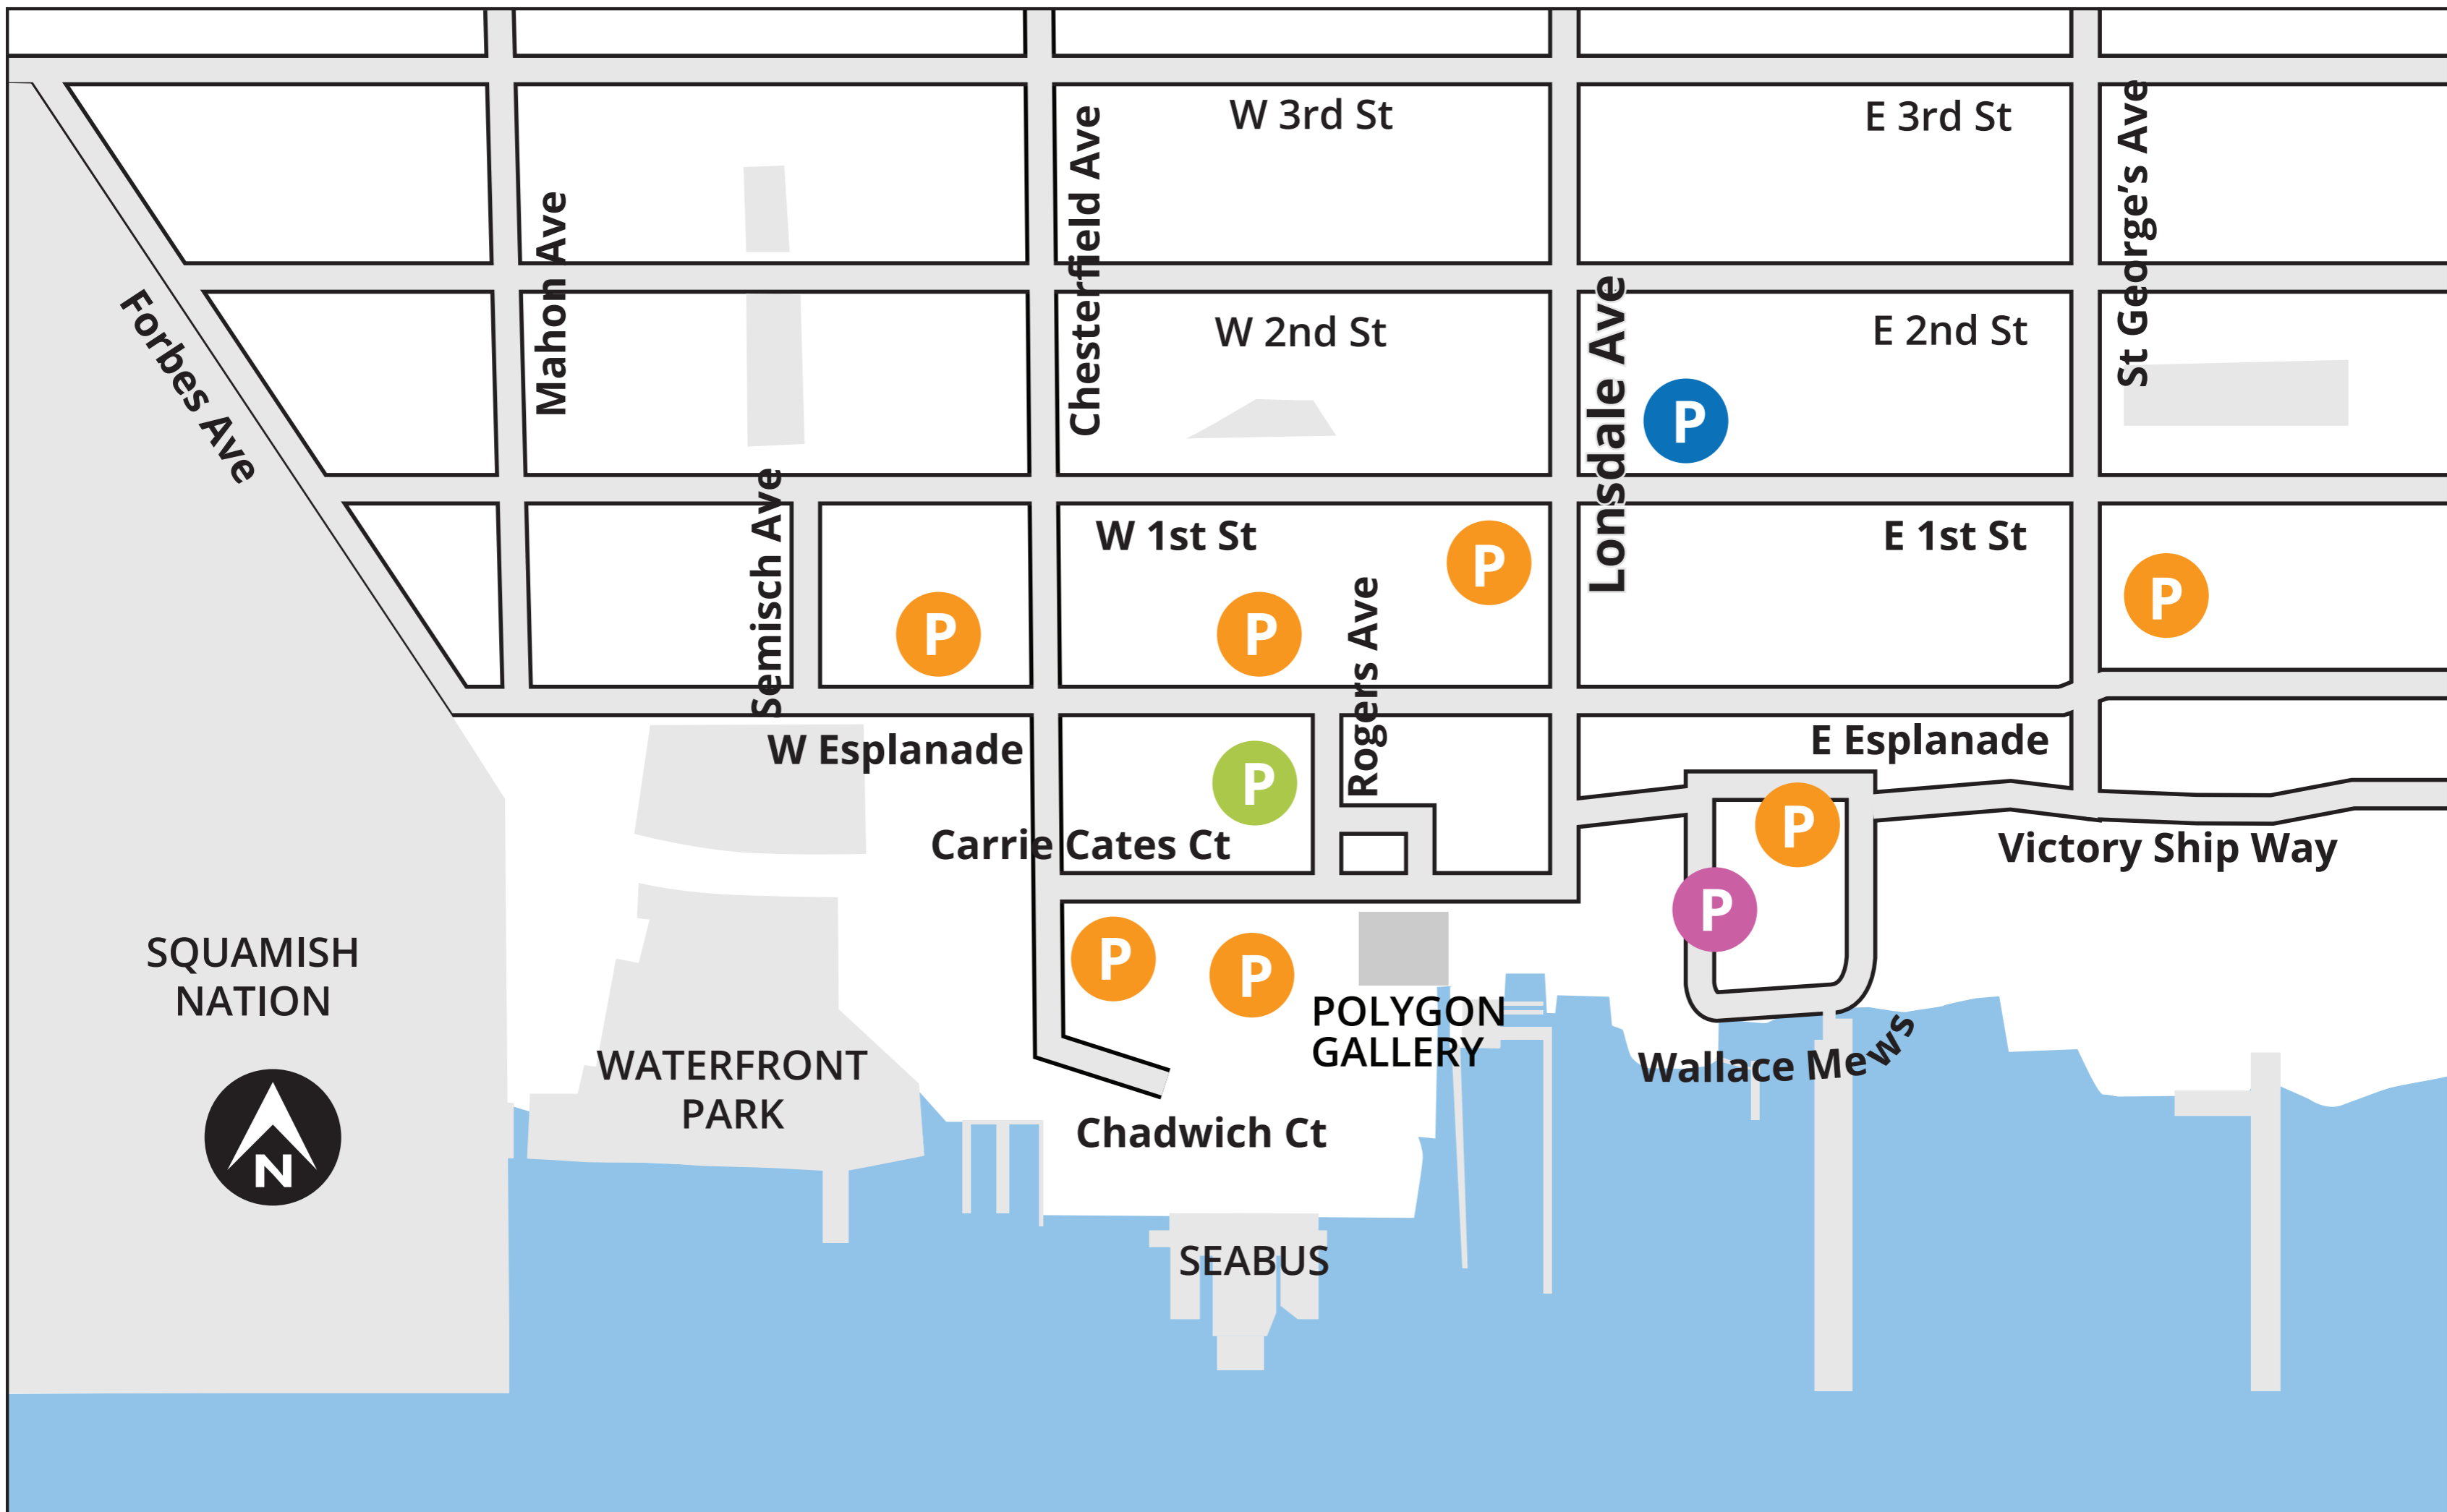 W 3rd St
E 3rd St
St George's Ave
Chesterfield Ave
Mahon Ave
Forbes Ave
W 2nd St
E 2nd St
Lonsdale Ave
P
W 1st St
E 1st St
P
P
P
P
Semisch Ave
Rogers Ave
W Esplanade
E Esplanade
P
P
Carrie Cates Ct
Victory Ship Way
P
P
P
SQUAMISH
NATION
POLYGON
GALLERY
Wallace Mews
WATERFRONT
PARK
N
Chadwich Ct
SEABUS